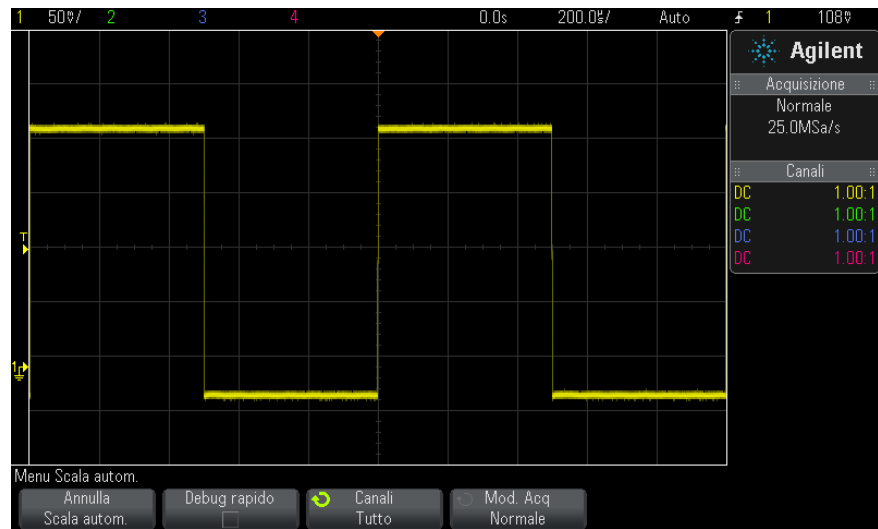 1 50V/ 2 3 4 0.0s 200.0s/ Auto 1 108V
Agilent
Acquisizione
Normale
25.0MSa/s
Canali
DC 1.00:1
DC 1.00:1
DC 1.00:1
DC 1.00:1
T
1
Menu Scala autom.
Annulla
Scala autom.
Debug rapido
Canali
Tutto
Mod. Acq
Normale